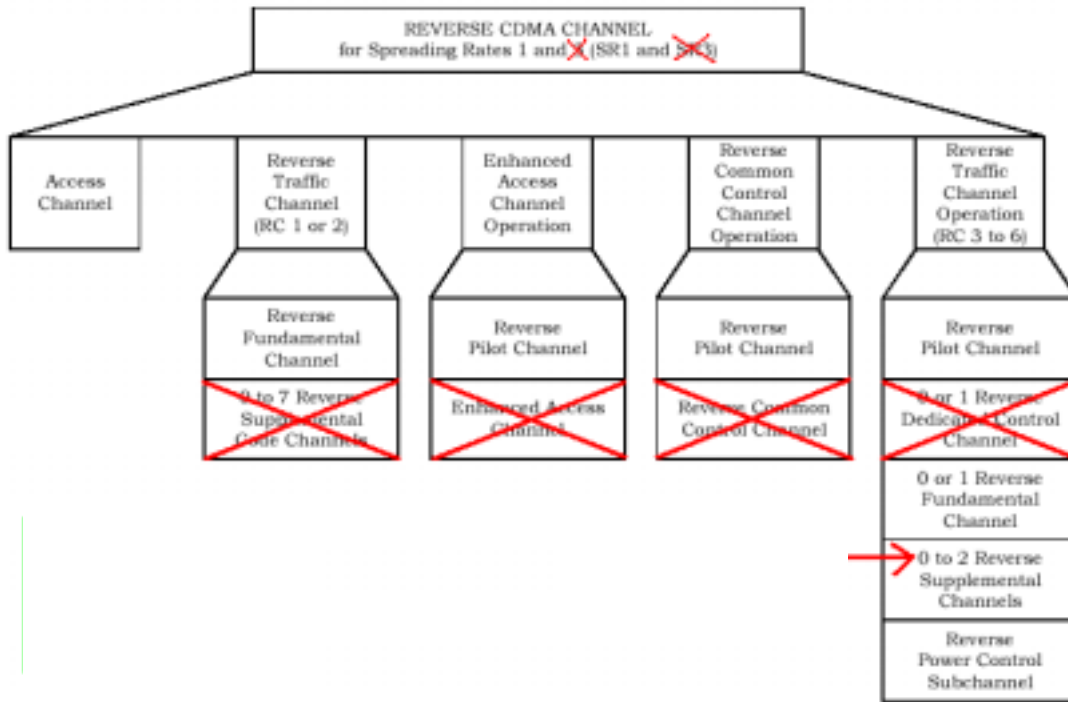 REVERSE CDMA CHANNEL
for Spreading Rates 1 and 3 (SR1 and SR3)
Access
Channel
Reverse
Traffic
Channel
(RC 1 or 2)
Enhanced
Access
Channel
Operation
Reverse
Common
Control
Channel
Operation
Reverse
Traffic
Channel
Operation
(RC 3 to 6)
Reverse
Fundamental
Channel
Reverse
Pilot Channel
Reverse
Pilot Channel
Reverse
Pilot Channel
0 to 7 Reverse
Supplemental
Code Channels
Enhanced Access
Channel
Reverse Common
Control Channel
0 or 1 Reverse
Dedicated Control
Channel
0 or 1 Reverse
Fundamental
Channel
0 to 2 Reverse
Supplemental
Channels
Reverse
Power Control
Subchannel